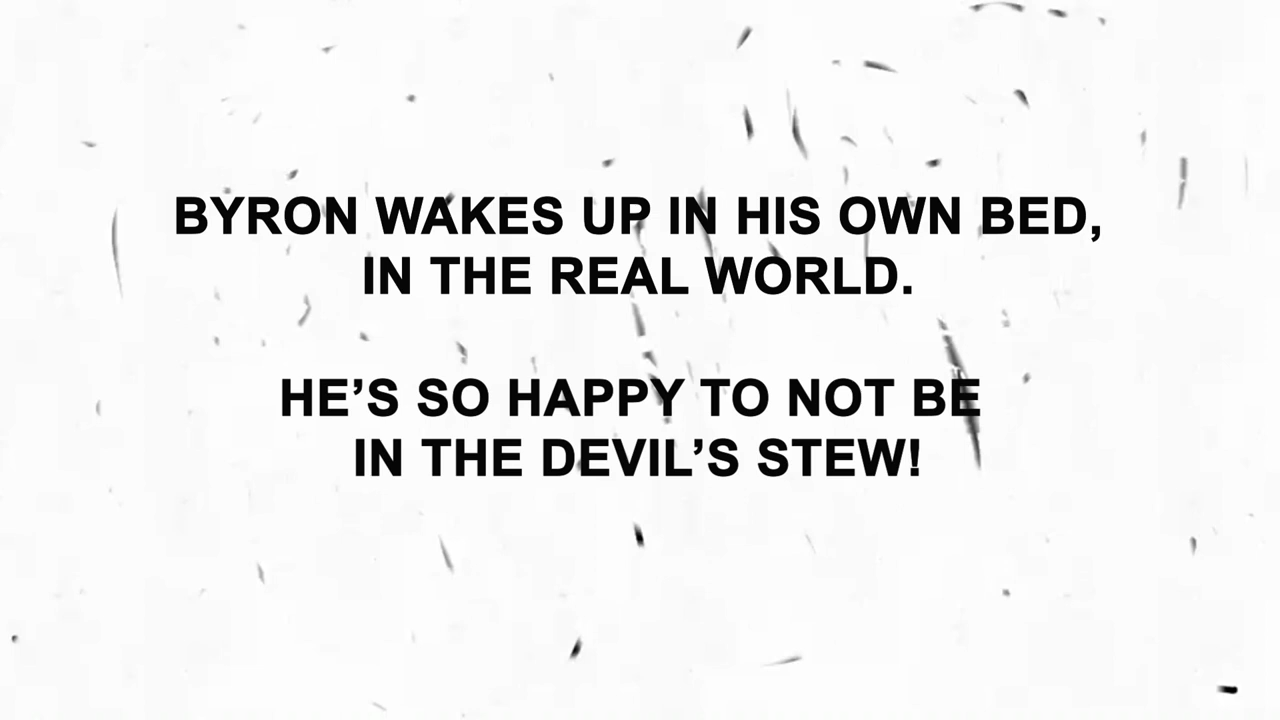 BYRON WAKES UP IN HIS OWN BED,
IN THE REAL WORLD.
HE’S SO HAPPY TO NOT BE
IN THE DEVIL’S STEW!